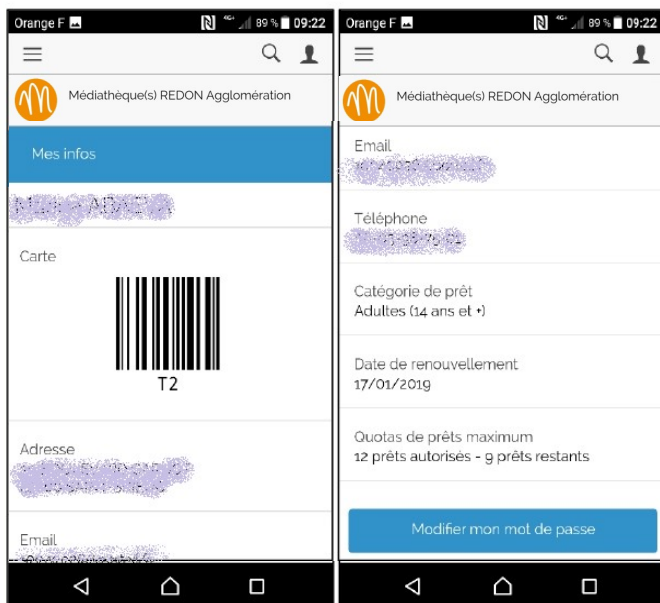 Orange F 4G+ 89 % 09:22
Médiathèque(s) REDON Agglomération
Mes infos
Carte
T2
Adresse
Email
Orange F 4G+ 89 % 09:22
Médiathèque(s) REDON Agglomération
Email
Téléphone
Catégorie de prêt
Adultes (14 ans et +)
Date de renouvellement
17/01/2019
Quotas de prêts maximum
12 prêts autorisés - 9 prêts restants
Modifier mon mot de passe